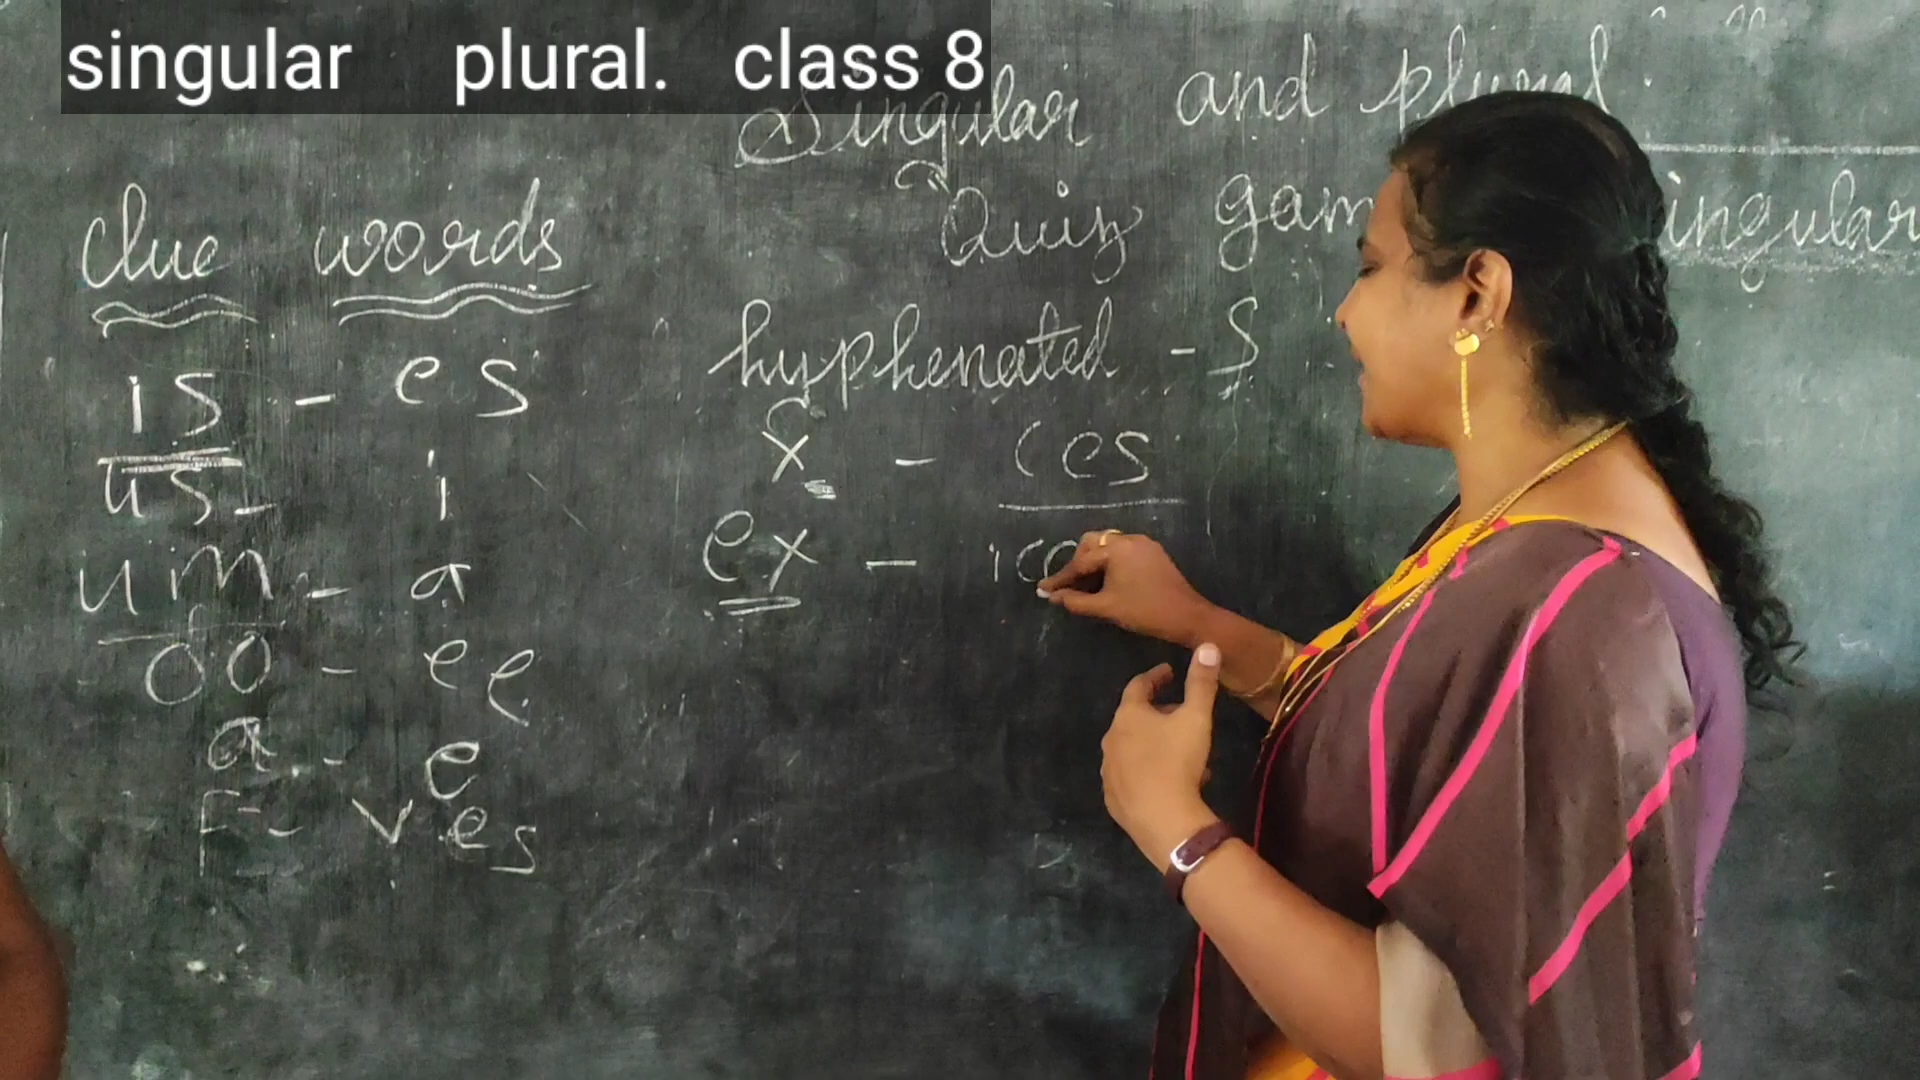 singular plural. class 8
Singular and plural.
Quiz gam ingular
clue words
is - es
us - i
um - a
oo - ee
a - e
F - ves
hyphenated - S
x - ces
ex - ice